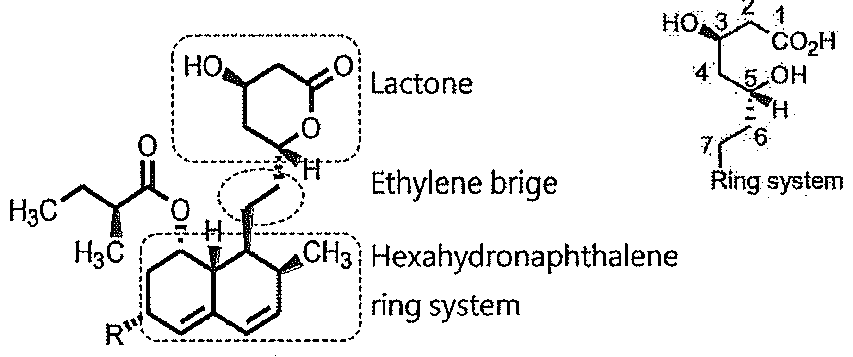 HO
O
Lactone
O
H
Ethylene brige
O
O
H₃C
H₃C
H
CH₃
Hexahydronaphthalene
ring system
R
HO
3
2
1
CO₂H
4
5
OH
H
6
7
Ring system